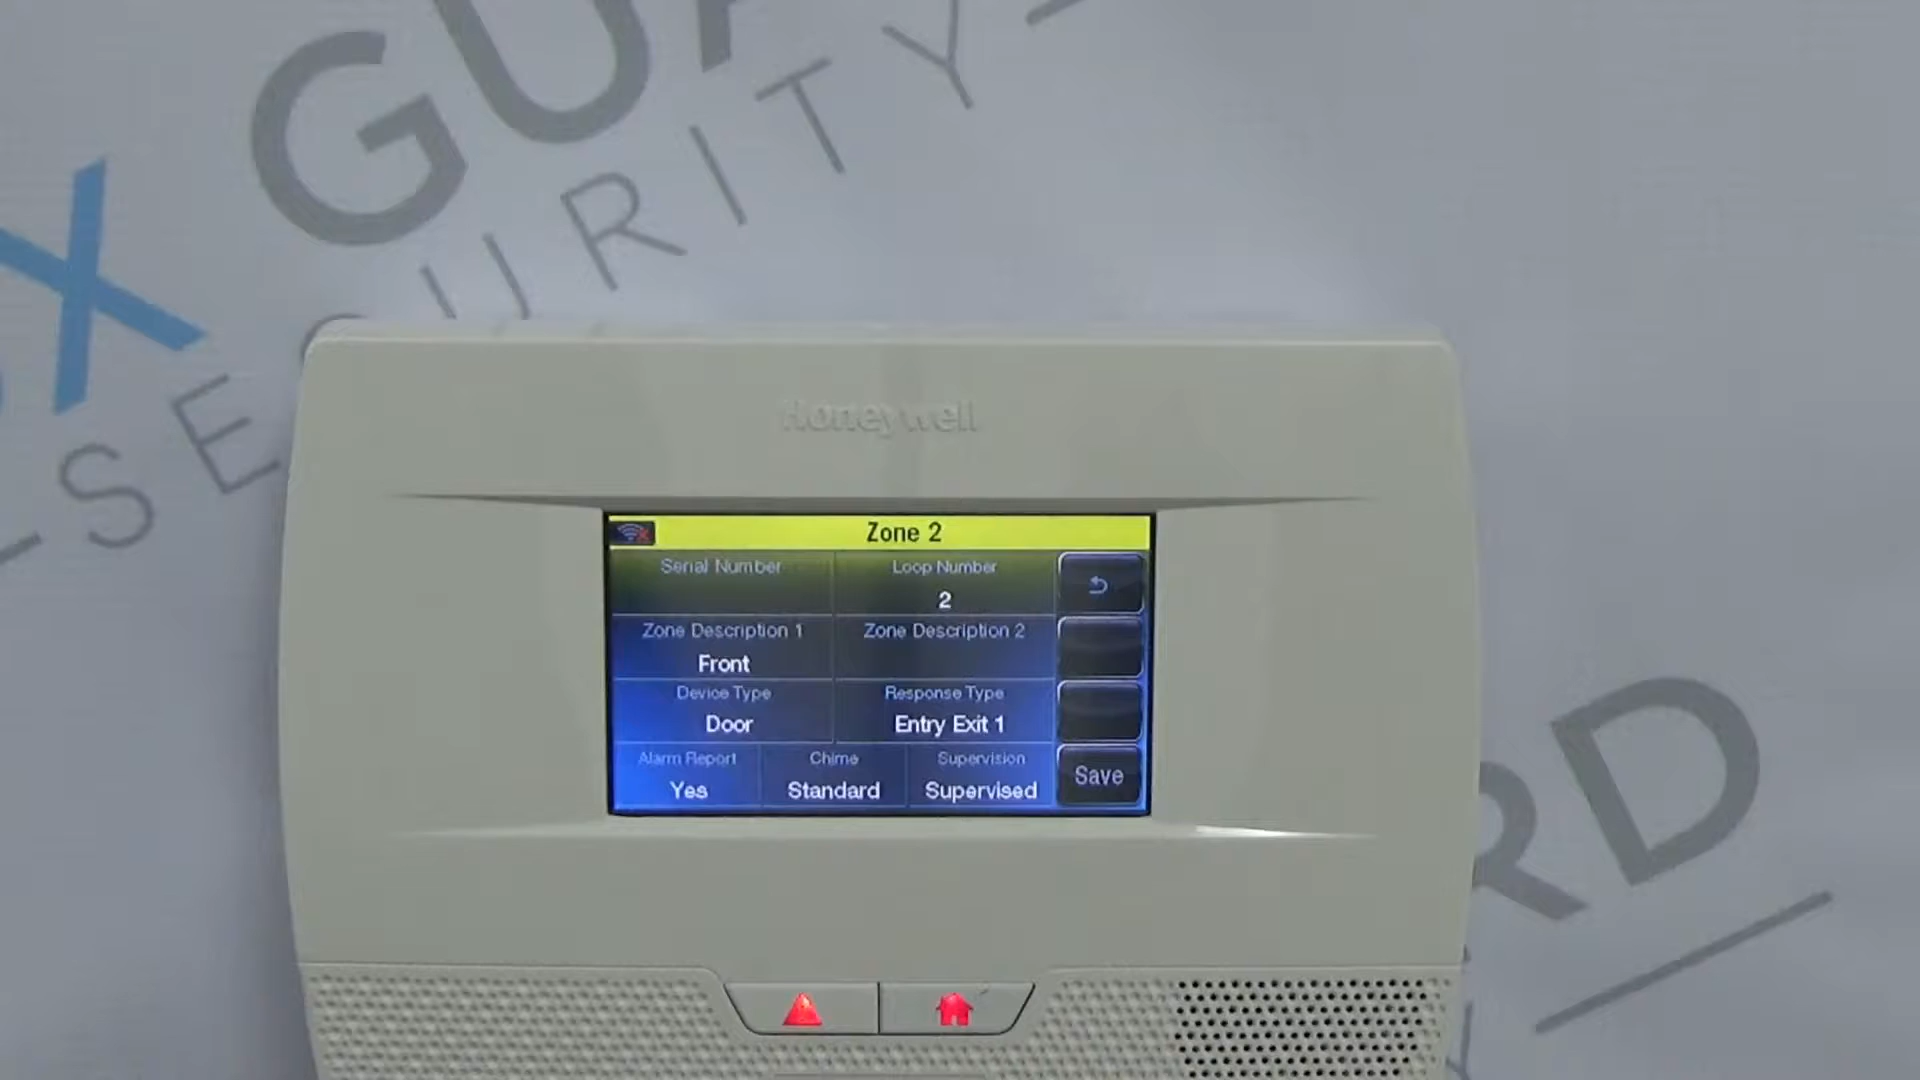 X GUARD
SECURITY
Honeywell
Zone 2
Serial Number
Loop Number
2
Zone Description 1
Zone Description 2
Front
Device Type
Response Type
Door
Entry Exit 1
Alarm Report
Chime
Supervision
Yes
Standard
Supervised
Save